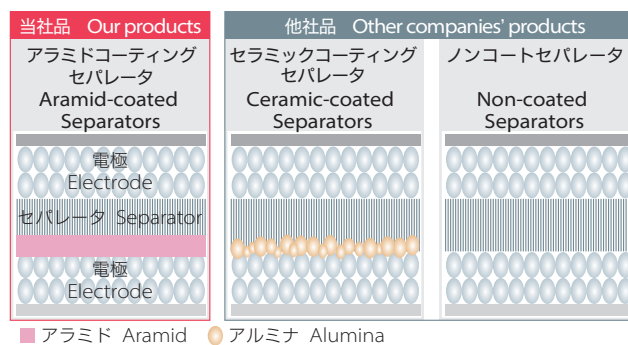 当社品 Our products
他社品 Other companies' products
アラミドコーティング
セパレータ
Aramid-coated
Separators
セラミックコーティング
セパレータ
Ceramic-coated
Separators
ノンコートセパレータ
Non-coated
Separators
電極
Electrode
セパレータ Separator
電極
Electrode
アラミド Aramid
アルミナ Alumina